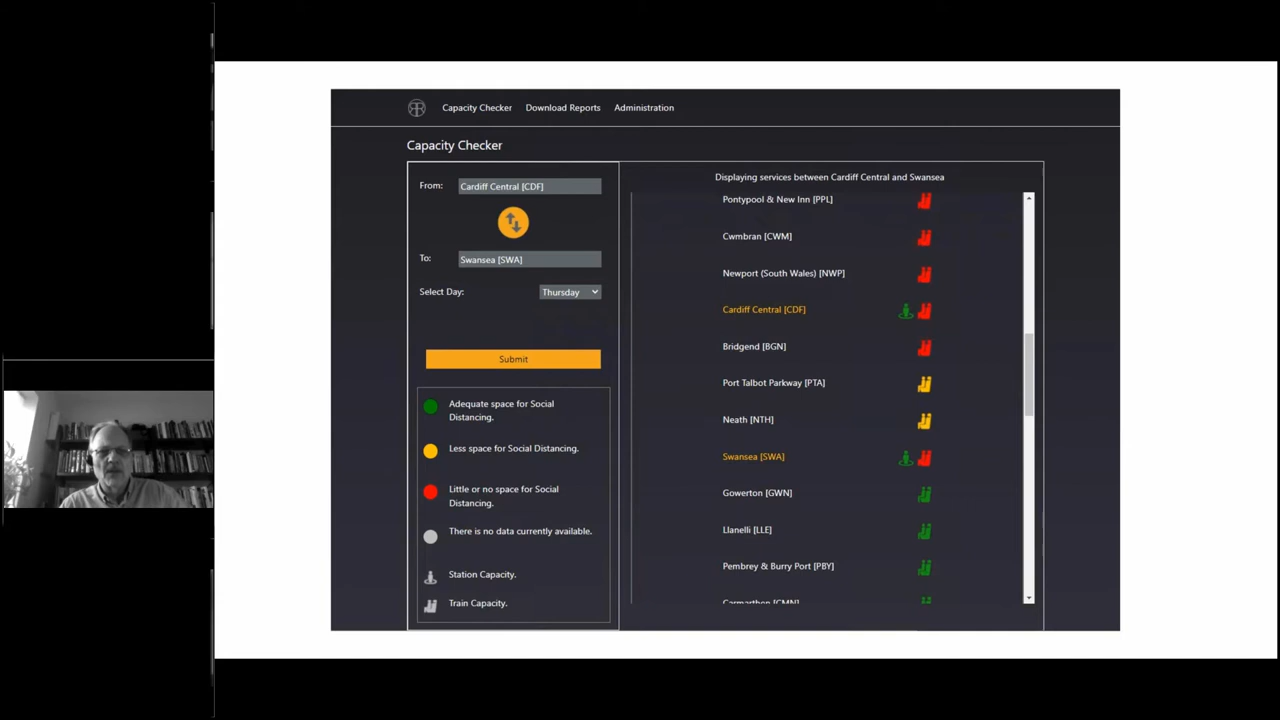 Capacity Checker Download Reports Administration
Capacity Checker
From: Cardiff Central [CDF]
To: Swansea [SWA]
Select Day: Thursday
Submit
Adequate space for Social
Distancing.
Less space for Social Distancing.
Little or no space for Social
Distancing.
There is no data currently available.
Station Capacity.
Train Capacity.
Displaying services between Cardiff Central and Swansea
Pontypool & New Inn [PPL]
Cwmbran [CWM]
Newport (South Wales) [NWP]
Cardiff Central [CDF]
Bridgend [BGN]
Port Talbot Parkway [PTA]
Neath [NTH]
Swansea [SWA]
Gowerton [GWN]
Llanelli [LLE]
Pembrey & Burry Port [PBY]
Carmarthen [CMN]